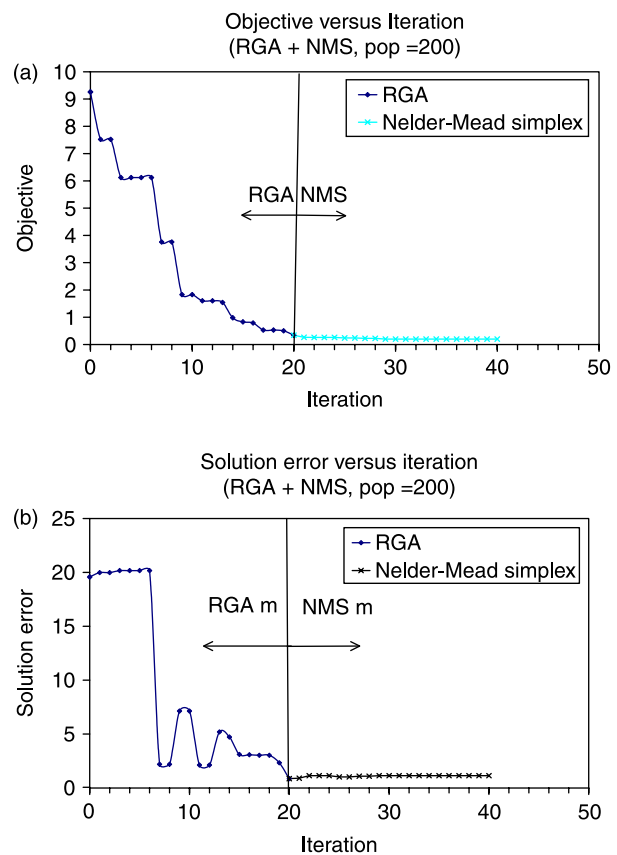 Objective versus Iteration
(RGA + NMS, pop =200)
(a)
10
9
8
7
6
5
4
3
2
1
0
Objective
RGA
Nelder-Mead simplex
RGA NMS
0 10 20 30 40 50
Iteration
Solution error versus iteration
(RGA + NMS, pop =200)
(b)
25
20
15
10
5
0
Solution error
RGA
Nelder-Mead simplex
RGA m NMS m
0 10 20 30 40 50
Iteration